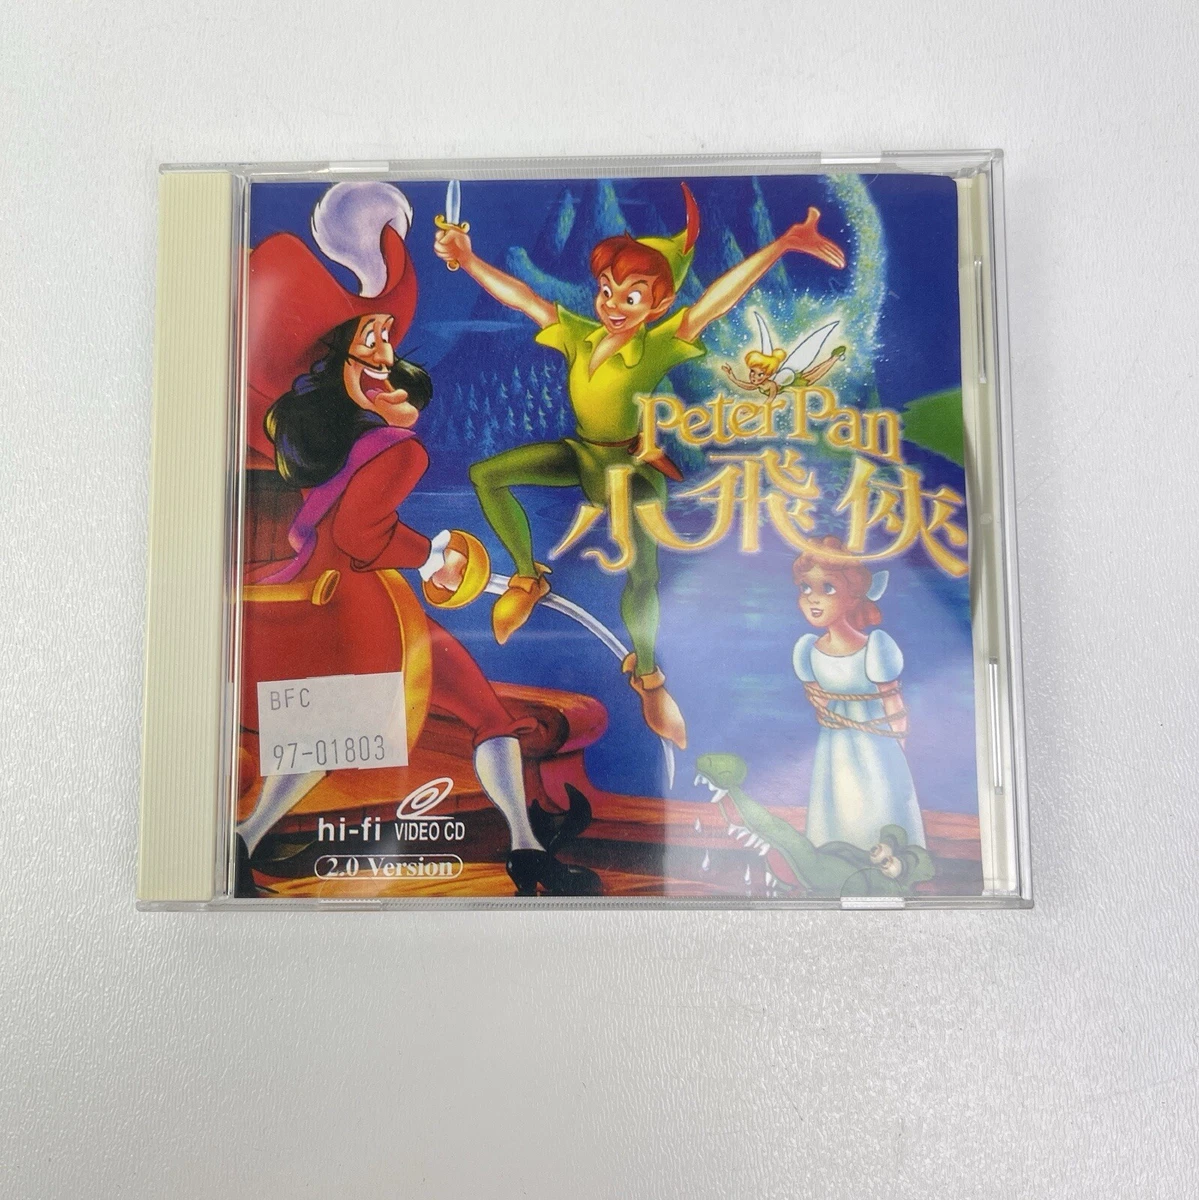 Peter Pan
小飛俠
BFC
97-01803
hi-fi VIDEO CD
2.0 Version